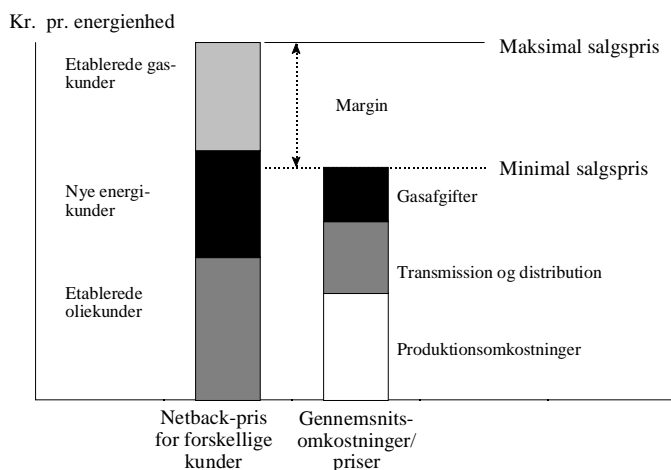 Kr. pr. energienhed
Maksimal salgspris
Etablerede gas-
kunder
Margin
Minimal salgspris
Nye energi-
kunder
Gasafgifter
Transmission og distribution
Etablerede
oliekunder
Produktionsomkostninger
Netback-pris
for forskellige
kunder
Gennemsnits-
omkostninger/
priser